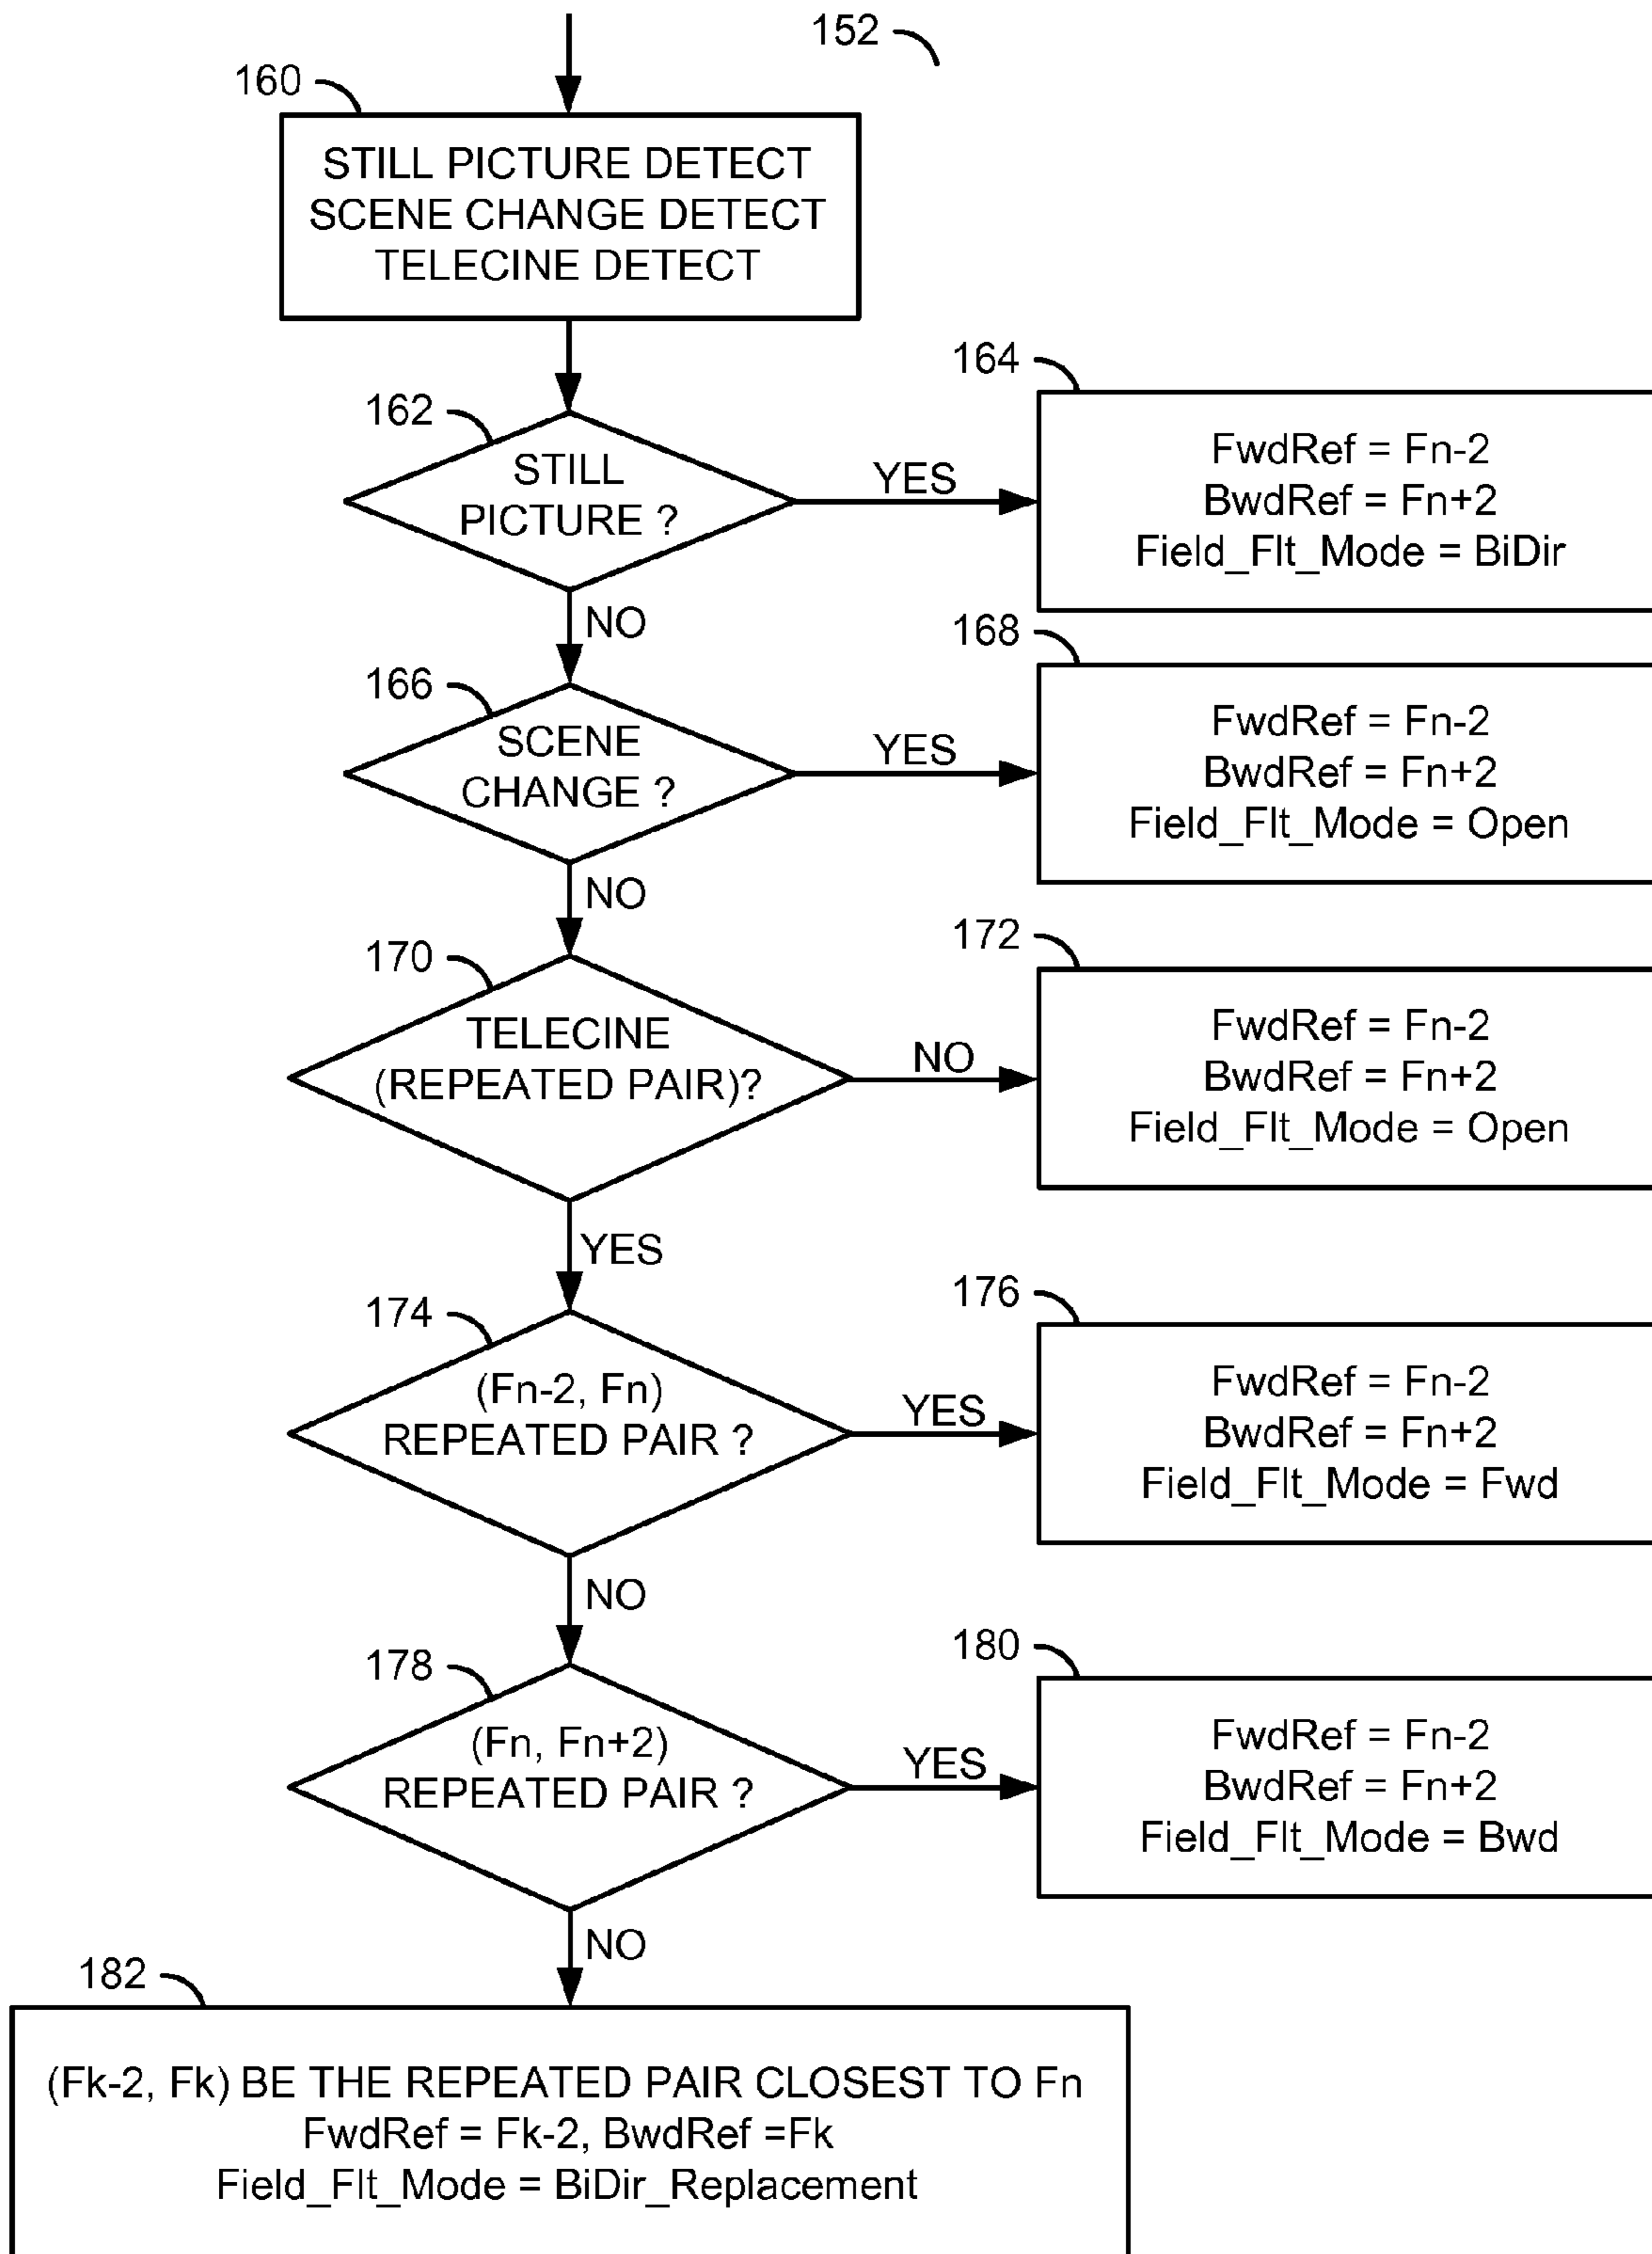 152
160
STILL PICTURE DETECT
SCENE CHANGE DETECT
TELECINE DETECT
162
STILL
PICTURE ?
YES
NO
164
FwdRef = Fn-2
BwdRef = Fn+2
Field_Flt_Mode = BiDir
166
SCENE
CHANGE ?
YES
NO
168
FwdRef = Fn-2
BwdRef = Fn+2
Field_Flt_Mode = Open
170
TELECINE
(REPEATED PAIR)?
NO
YES
172
FwdRef = Fn-2
BwdRef = Fn+2
Field_Flt_Mode = Open
174
(Fn-2, Fn)
REPEATED PAIR ?
YES
NO
176
FwdRef = Fn-2
BwdRef = Fn+2
Field_Flt_Mode = Fwd
178
(Fn, Fn+2)
REPEATED PAIR ?
YES
NO
180
FwdRef = Fn-2
BwdRef = Fn+2
Field_Flt_Mode = Bwd
182
(Fk-2, Fk) BE THE REPEATED PAIR CLOSEST TO Fn
FwdRef = Fk-2, BwdRef =Fk
Field_Flt_Mode = BiDir_Replacement